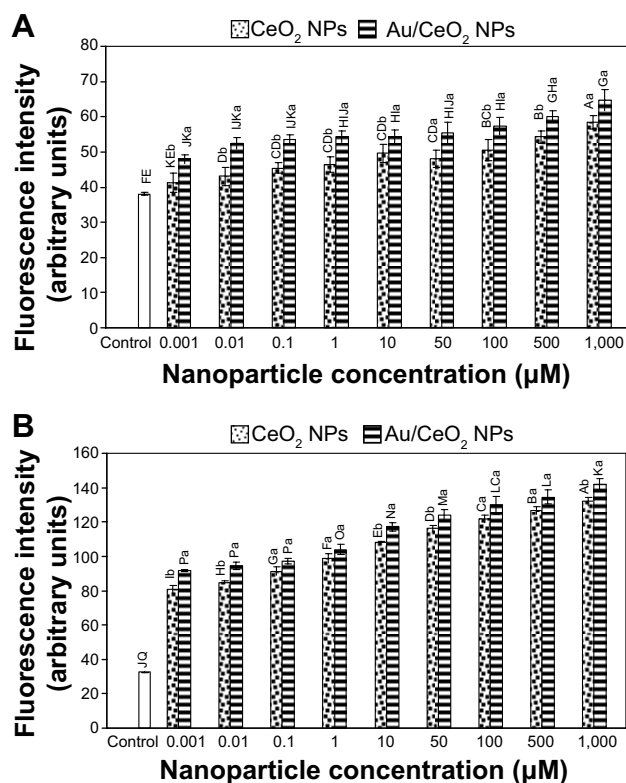 A
CeO2 NPs Au/CeO2 NPs
Fluorescence intensity
(arbitrary units)
80
70
60
50
40
30
20
10
0
FE KEb JKa Db IJKa CDb IJKa CDb HIJa CDb HIa CDa HIJa BCb HIa Bb GHa Aa Ga
Control 0.001 0.01 0.1 1 10 50 100 500 1,000
Nanoparticle concentration (µM)
B
CeO2 NPs Au/CeO2 NPs
Fluorescence intensity
(arbitrary units)
160
140
120
100
80
60
40
20
0
JQ Ib Pa Hb Pa Ga Pa Fa Oa Eb Na Db Ma Ca LCa Ba La Ab Ka
Control 0.001 0.01 0.1 1 10 50 100 500 1,000
Nanoparticle concentration (µM)